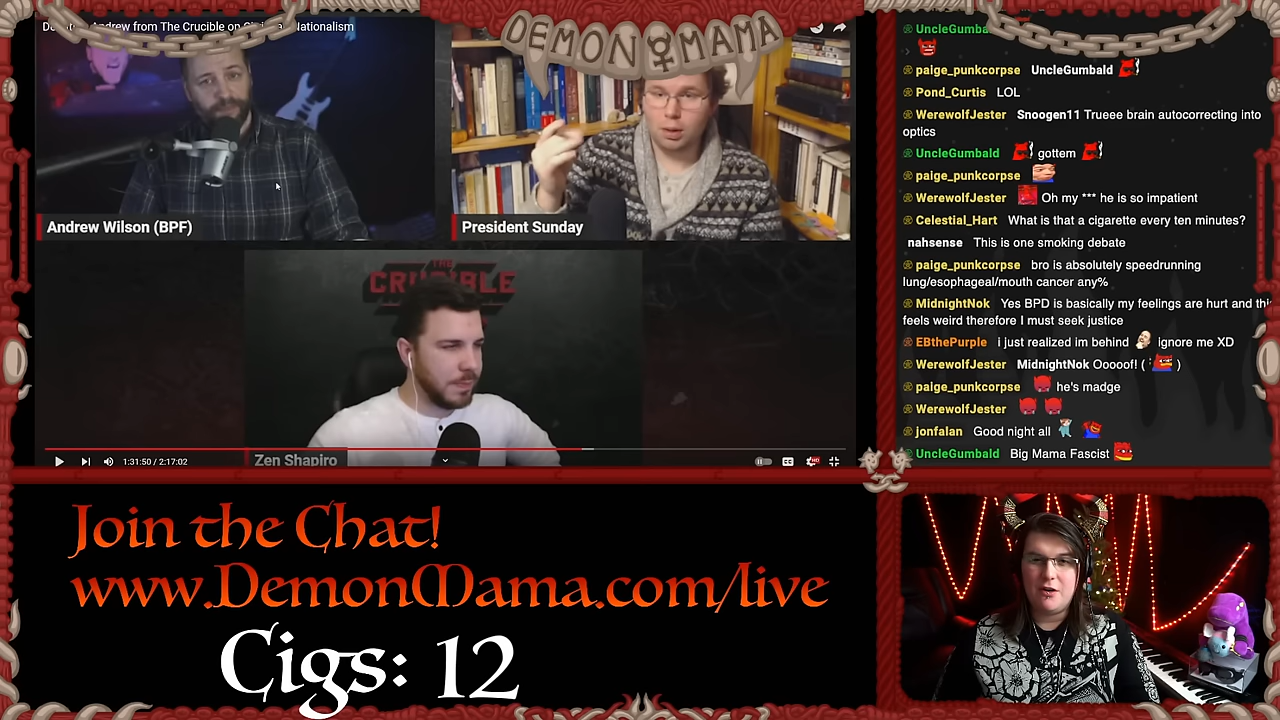 Andrew from The Crucible on
Nationalism
DEMON MAMA
Andrew Wilson (BPF)
President Sunday
THE
CRUCIBLE
Zen Shapiro
1:31:50 / 2:17:02
HD
UncleGumba
paige_punkcorpse UncleGumbald
Pond_Curtis LOL
WerewolfJester Snoogen11 Trueee brain autocorrecting into
optics
UncleGumbald gottem
paige_punkcorpse
WerewolfJester Oh my *** he is so impatient
Celestial_Hart What is that a cigarette every ten minutes?
nahsense This is one smoking debate
paige_punkcorpse bro is absolutely speedrunning
lung/esophageal/mouth cancer any%
MidnightNok Yes BPD is basically my feelings are hurt and this
feels weird therefore I must seek justice
EBthePurple i just realized im behind ignore me XD
WerewolfJester MidnightNok Ooooof! ( )
paige_punkcorpse he's madge
WerewolfJester
jonfalan Good night all
UncleGumbald Big Mama Fascist
Join the Chat!
www.DemonMama.com/live
Cigs: 12